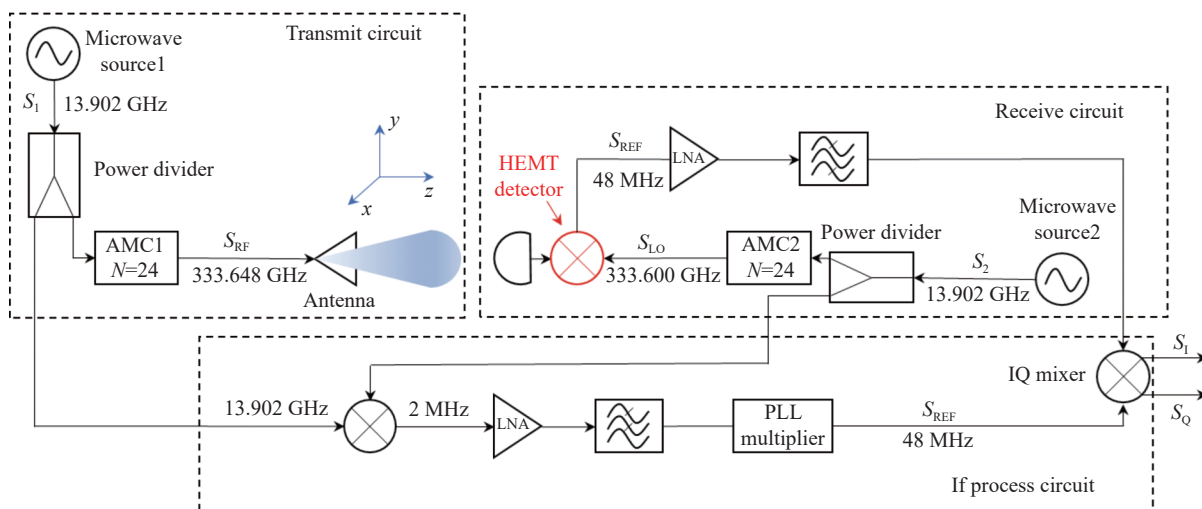 Transmit circuit
Microwave
source1
S1
13.902 GHz
Power divider
AMC1
N=24
SRF
333.648 GHz
Antenna
y
z
x
Receive circuit
SREF
48 MHz
LNA
HEMT
detector
SLO
333.600 GHz
AMC2
N=24
Power divider
S2
13.902 GHz
Microwave
source2
13.902 GHz
2 MHz
LNA
PLL
multiplier
SREF
48 MHz
IQ mixer
SI
SQ
If process circuit